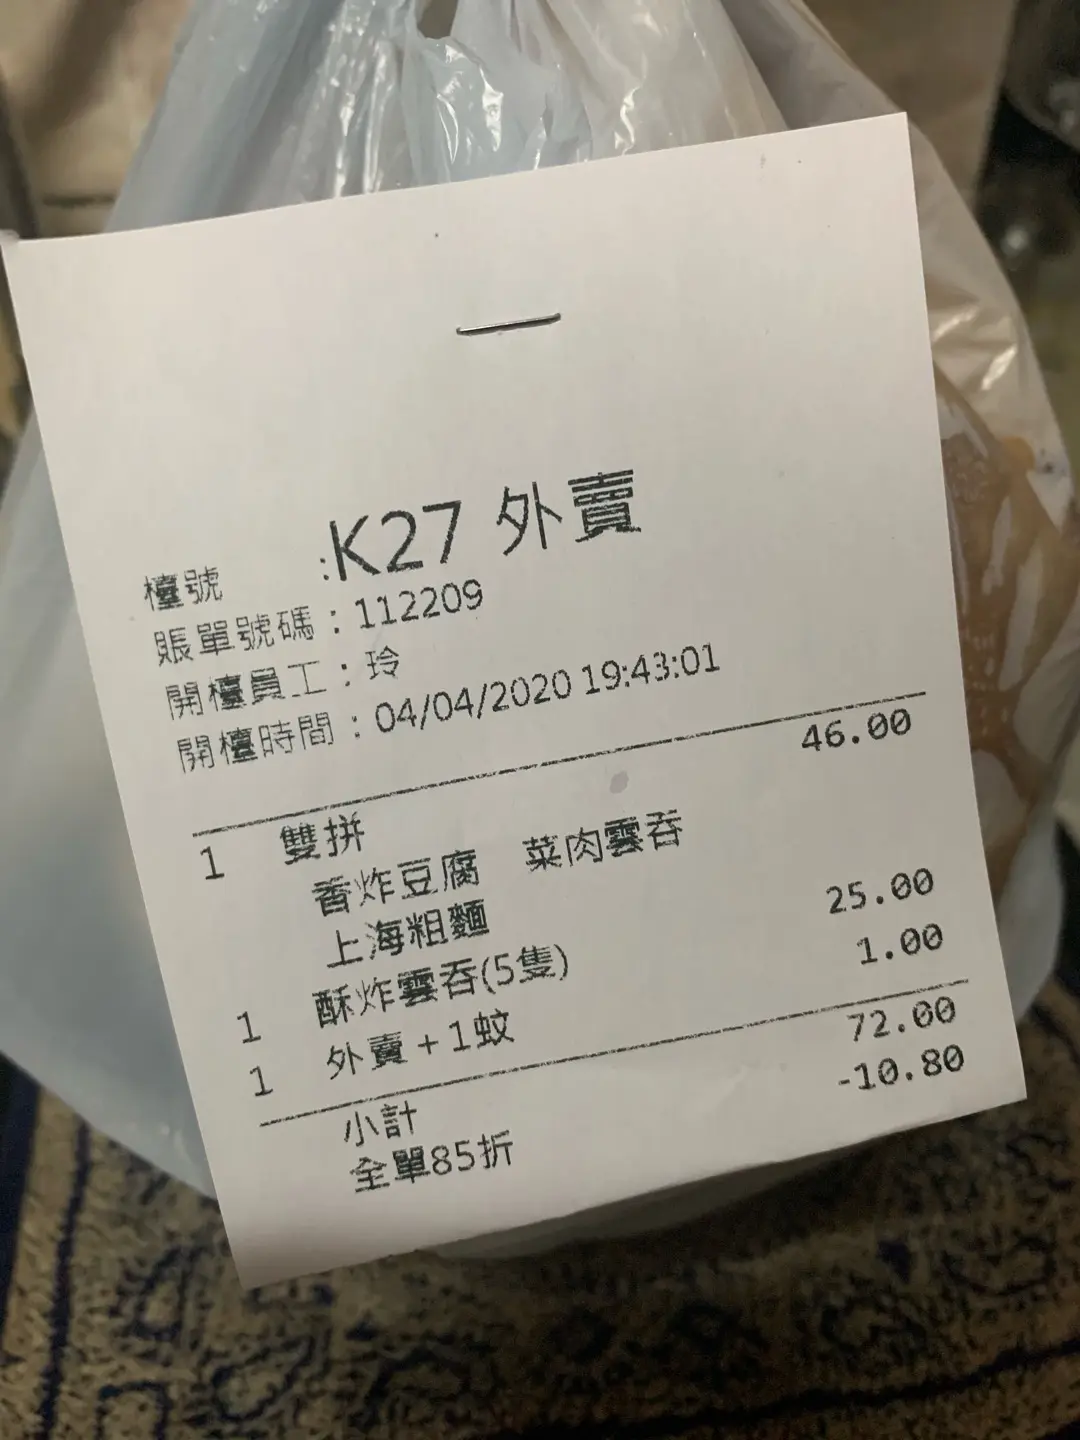 檯號 :K27 外賣
賬單號碼：112209
開檯員工：玲
開檯時間：04/04/2020 19:43:01
1 雙拼 46.00
香炸豆腐 菜肉雲吞
上海粗麵
1 酥炸雲吞(5隻) 25.00
1 外賣+1蚊 1.00
小計 72.00
全單85折 -10.80